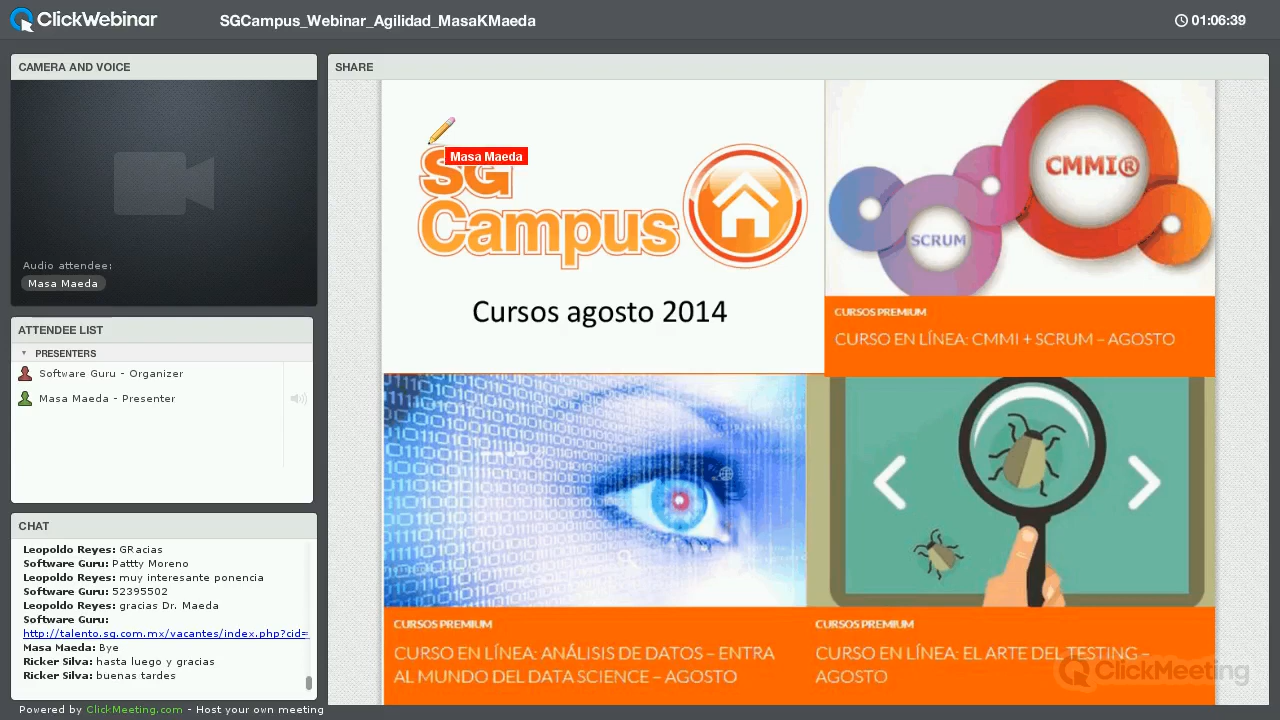 ClickWebinar
SGCampus_Webinar_Agilidad_MasaKMaeda
01:06:39
CAMERA AND VOICE
Audio attendee:
Masa Maeda
ATTENDEE LIST
PRESENTERS
Software Guru - Organizer
Masa Maeda - Presenter
CHAT
Leopoldo Reyes: GRacias
Software Guru: Pattty Moreno
Leopoldo Reyes: muy interesante ponencia
Software Guru: 52395502
Leopoldo Reyes: gracias Dr. Maeda
Software Guru:
http://talento.sg.com.mx/vacantes/index.php?cid=
Masa Maeda: Bye
Ricker Silva: hasta luego y gracias
Ricker Silva: buenas tardes
Powered by ClickMeeting.com - Host your own meeting
SHARE
Masa Maeda
SG
Campus
Cursos agosto 2014
CMMI®
SCRUM
CURSOS PREMIUM
CURSO EN LÍNEA: CMMI + SCRUM – AGOSTO
CURSOS PREMIUM
CURSO EN LÍNEA: ANÁLISIS DE DATOS – ENTRA
AL MUNDO DEL DATA SCIENCE – AGOSTO
CURSOS PREMIUM
CURSO EN LÍNEA: EL ARTE DEL TESTING –
AGOSTO
ClickMeeting